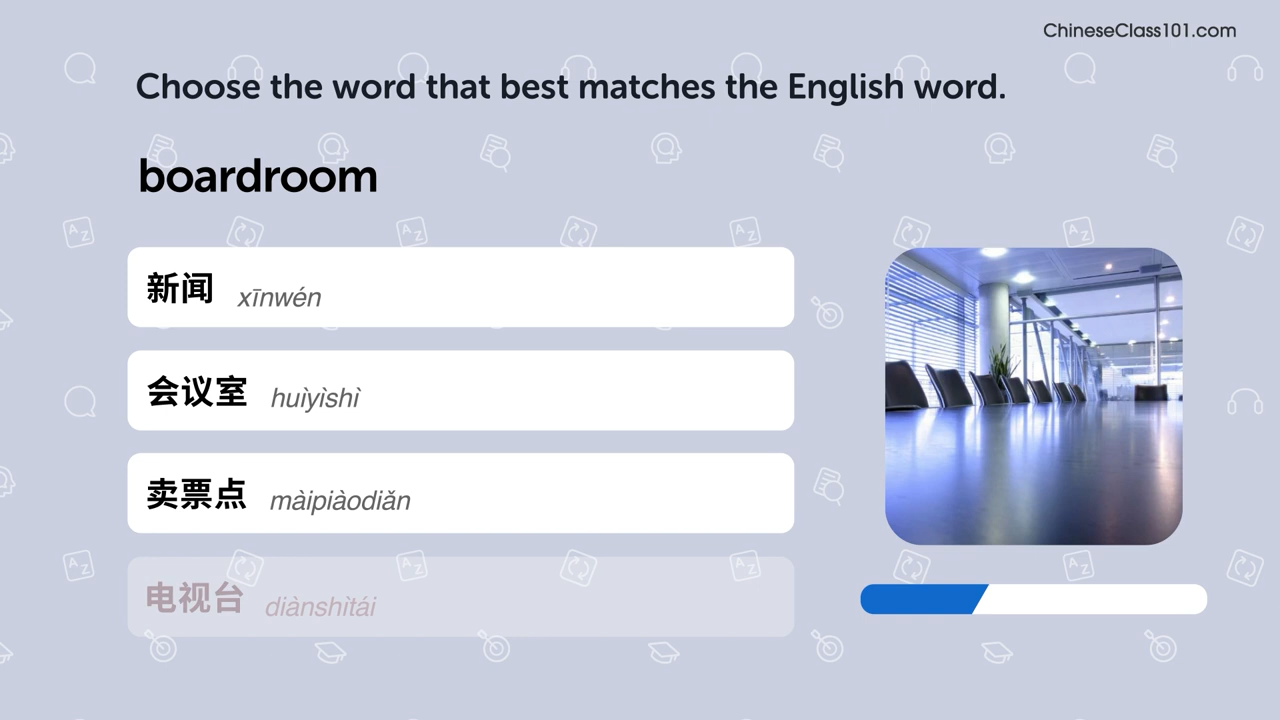 ChineseClass101.com
Choose the word that best matches the English word.
boardroom
新闻 xīnwén
会议室 huìyìshì
卖票点 màipiàodiǎn
电视台 diànshìtái